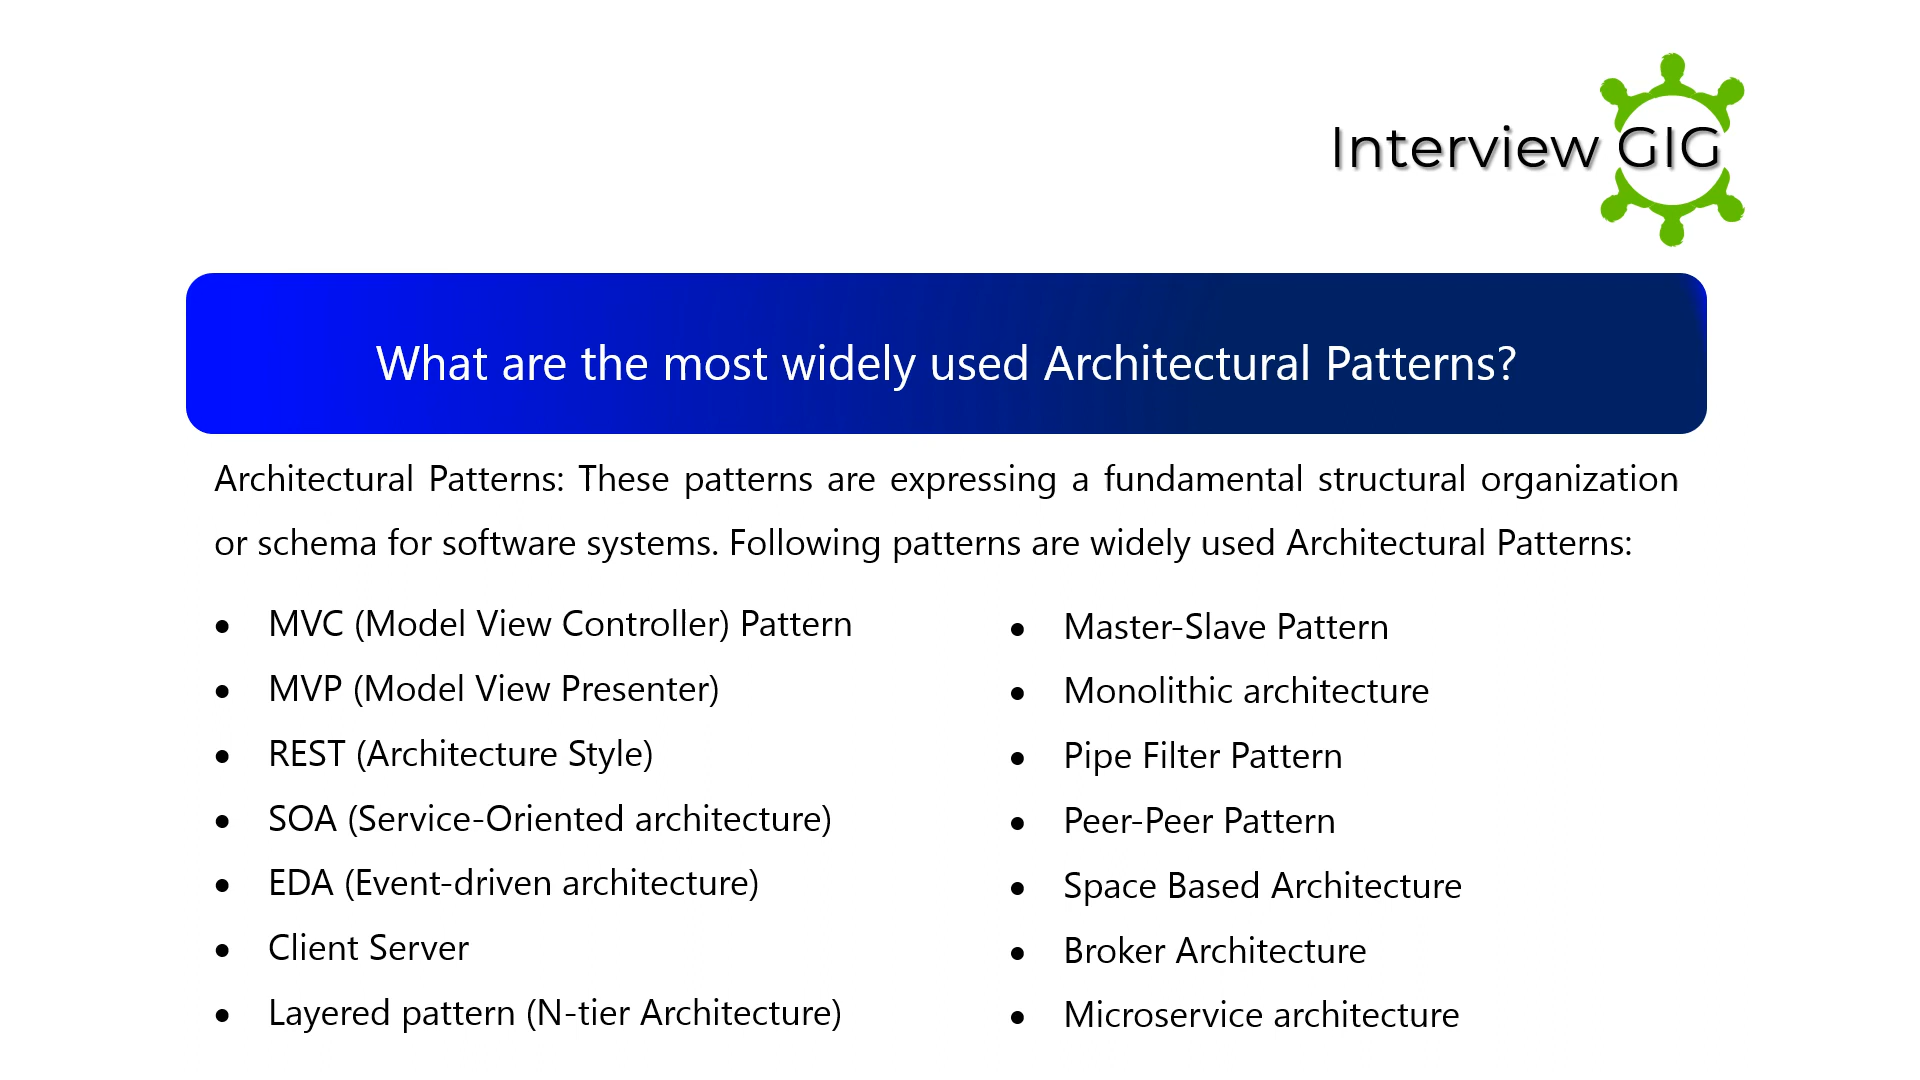 Interview GIG
What are the most widely used Architectural Patterns?
Architectural Patterns: These patterns are expressing a fundamental structural organization
or schema for software systems. Following patterns are widely used Architectural Patterns:
• MVC (Model View Controller) Pattern
• MVP (Model View Presenter)
• REST (Architecture Style)
• SOA (Service-Oriented architecture)
• EDA (Event-driven architecture)
• Client Server
• Layered pattern (N-tier Architecture)
• Master-Slave Pattern
• Monolithic architecture
• Pipe Filter Pattern
• Peer-Peer Pattern
• Space Based Architecture
• Broker Architecture
• Microservice architecture